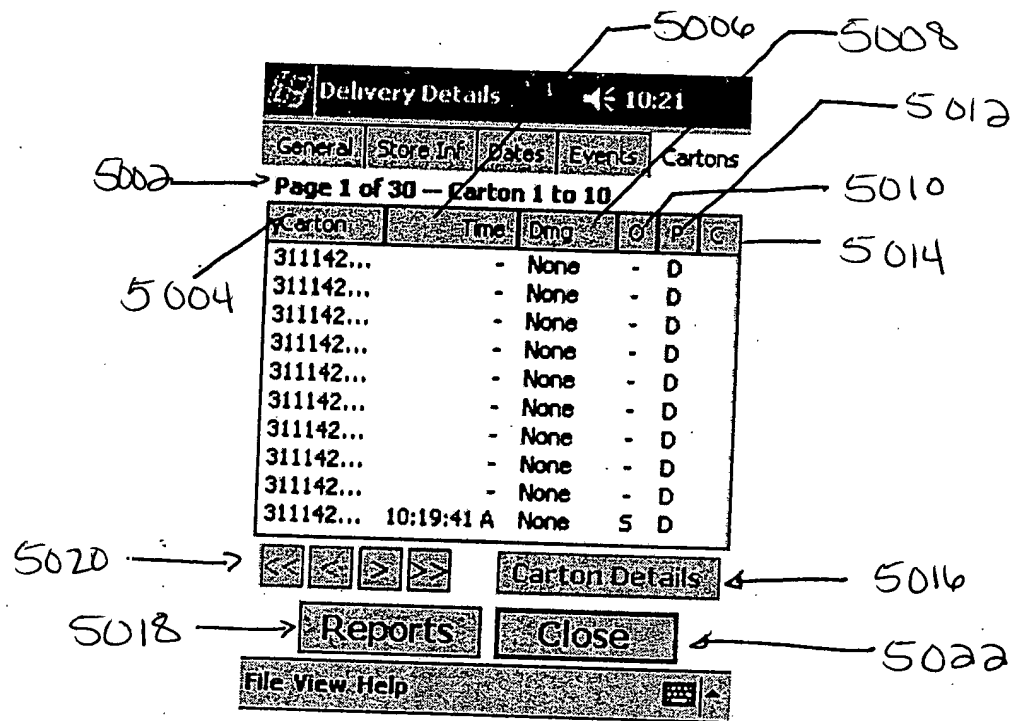 5006
5008
Delivery Details 10:21
5012
General Store Inf Dates Events Cartons
5002
Page 1 of 30 — Carton 1 to 10
5010
Carton Time Dmg O P C
5014
5004
311142... - None - D
311142... - None - D
311142... - None - D
311142... - None - D
311142... - None - D
311142... - None - D
311142... - None - D
311142... - None - D
311142... - None - D
311142... 10:19:41 A None S D
5020
<< < > >> Carton Details
5016
5018
Reports Close
5022
File View Help